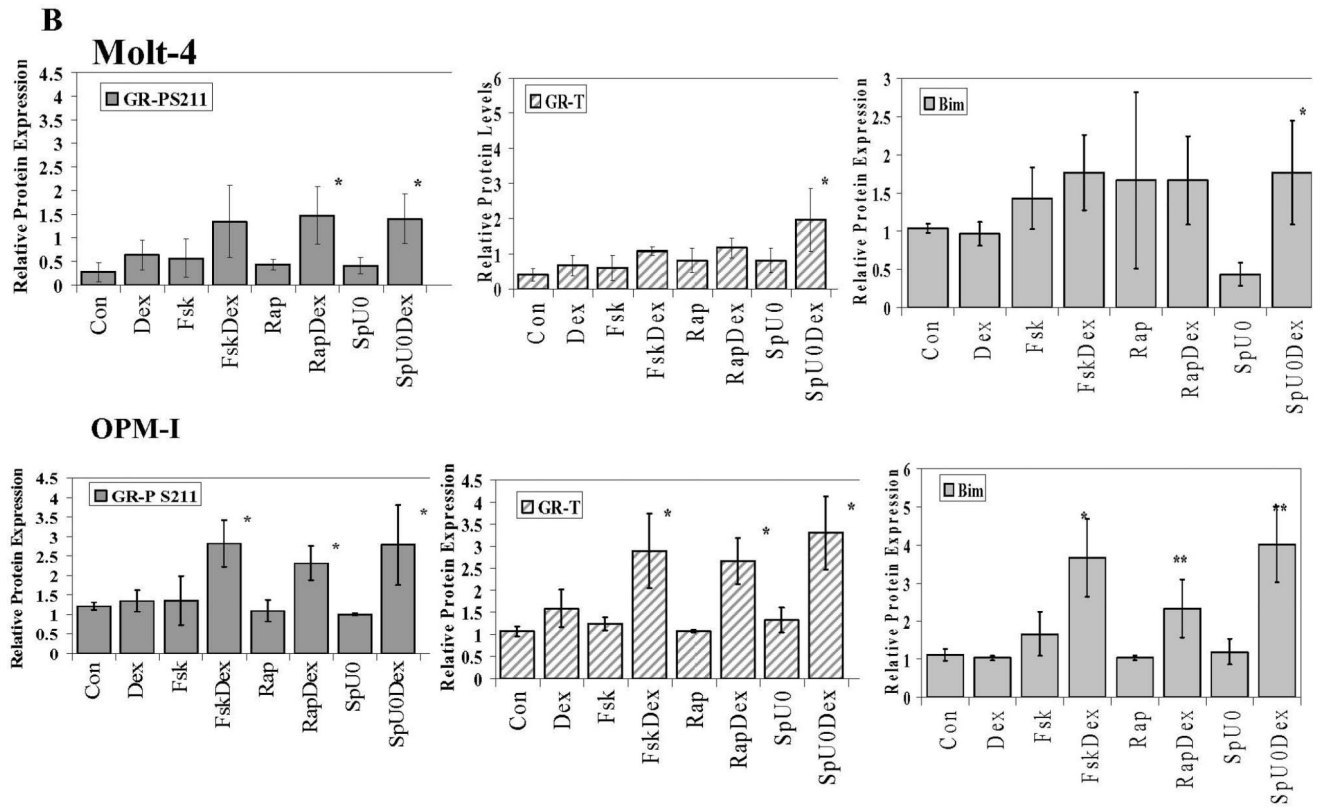 B
Molt-4
Relative Protein Expression
4.5
4
3.5
3
2.5
2
1.5
1
0.5
0
GR-PS211
*
*
Con
Dex
Fsk
FskDex
Rap
RapDex
SpU0
SpU0Dex
Relative Protein Levels
6
5
4
3
2
1
0
GR-T
*
Con
Dex
Fsk
FskDex
Rap
RapDex
SpU0
SpU0Dex
Relative Protein Expression
3
2.5
2
1.5
1
0.5
0
Bim
*
Con
Dex
Fsk
FskDex
Rap
RapDex
SpU0
SpU0Dex
OPM-I
Relative Protein Expression
4.5
4
3.5
3
2.5
2
1.5
1
0.5
0
GR-P S211
*
*
*
Con
Dex
Fsk
FskDex
Rap
RapDex
SpU0
SpU0Dex
Relative Protein Expression
4.5
4
3.5
3
2.5
2
1.5
1
0.5
0
GR-T
*
*
*
Con
Dex
Fsk
FskDex
Rap
RapDex
SpU0
SpU0Dex
Relative Protein Expression
6
5
4
3
2
1
0
Bim
*
**
**
Con
Dex
Fsk
FskDex
Rap
RapDex
SpU0
SpU0Dex